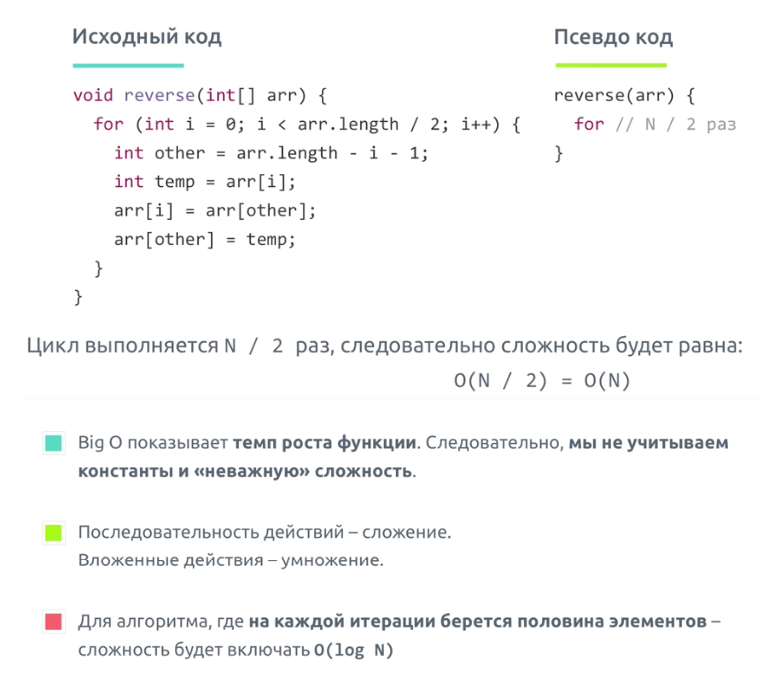 Исходный код
Псевдо код
void reverse(int[] arr) {
for (int i = 0; i < arr.length / 2; i++) {
int other = arr.length - i - 1;
int temp = arr[i];
arr[i] = arr[other];
arr[other] = temp;
}
}
reverse(arr) {
for // N / 2 раз
}
Цикл выполняется N / 2 раз, следовательно сложность будет равна:
O(N / 2) = O(N)
Big O показывает темп роста функции. Следовательно, мы не учитываем
константы и «неважную» сложность.
Последовательность действий – сложение.
Вложенные действия – умножение.
Для алгоритма, где на каждой итерации берется половина элементов –
сложность будет включать O(log N)